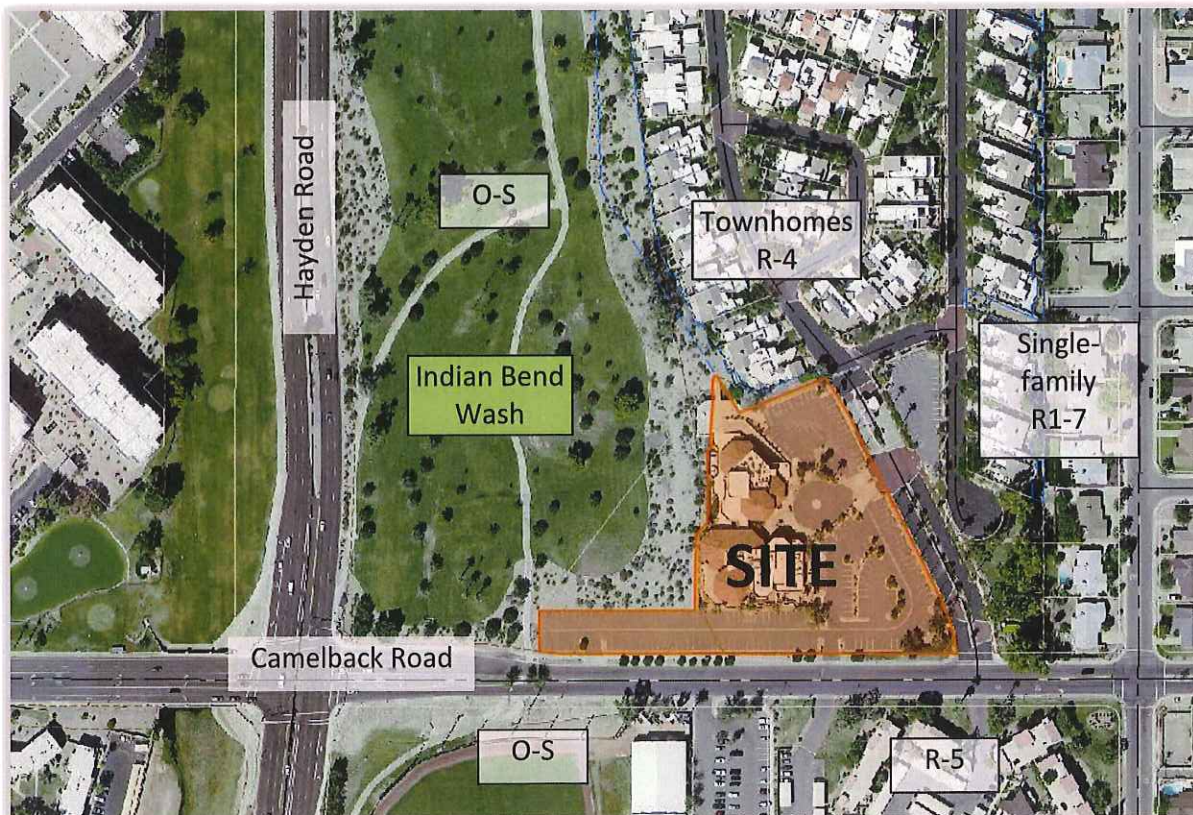 Hayden Road
O-S
Townhomes
R-4
Indian Bend
Wash
Single-
family
R1-7
SITE
Camelback Road
O-S
R-5